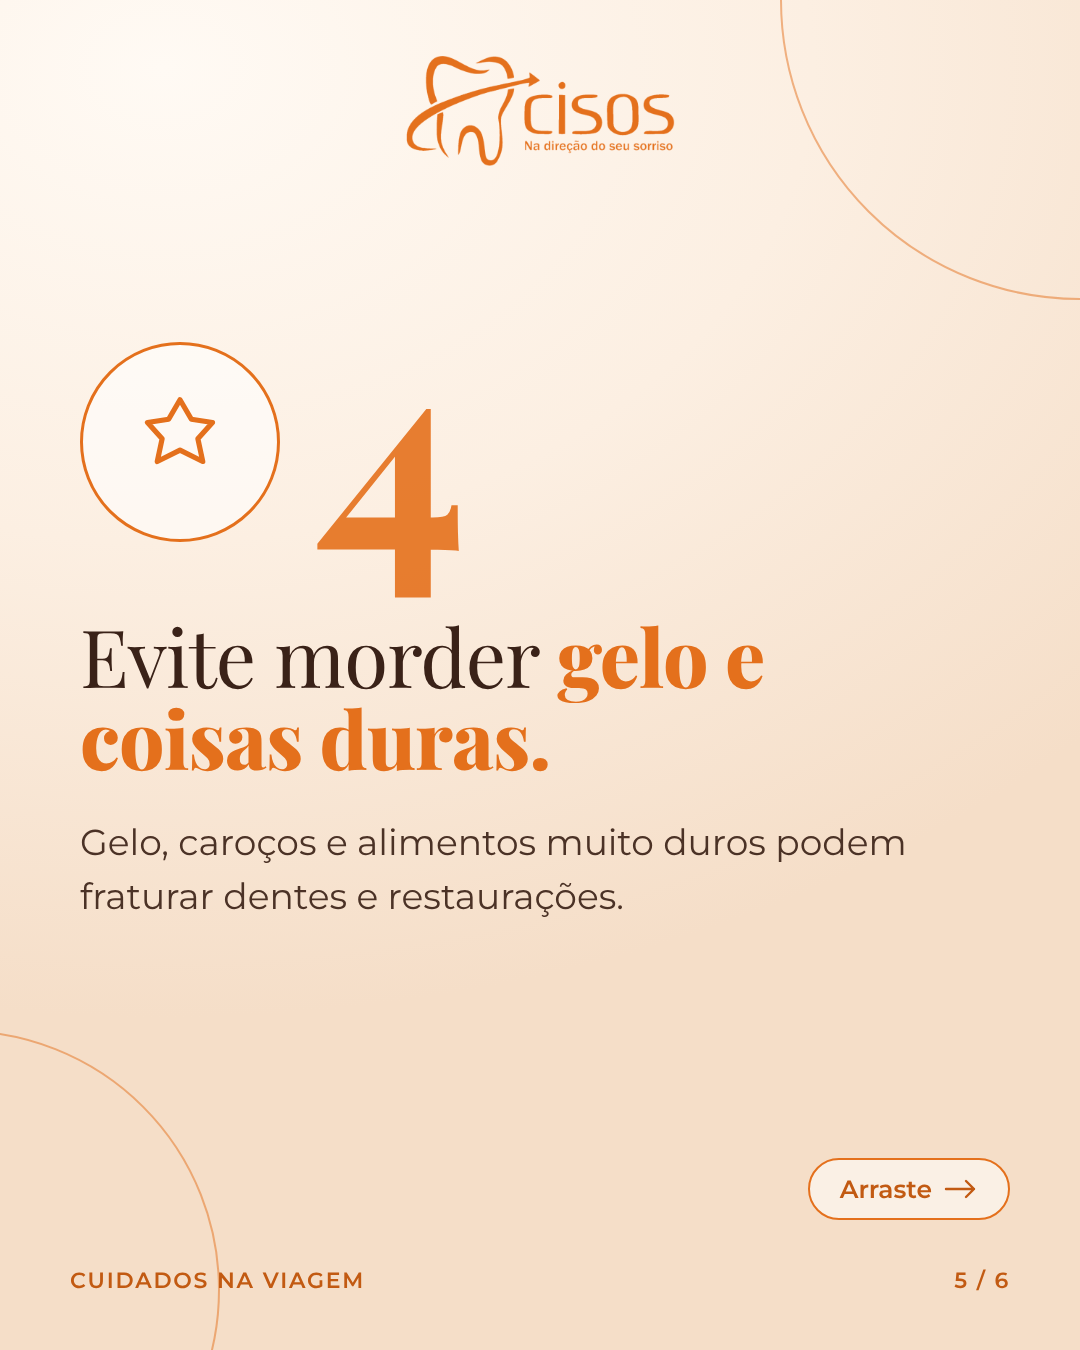 cisos
Na direção do seu sorriso
4
Evite morder gelo e
coisas duras.
Gelo, caroços e alimentos muito duros podem
fraturar dentes e restaurações.
Arraste →
CUIDADOS NA VIAGEM
5 / 6